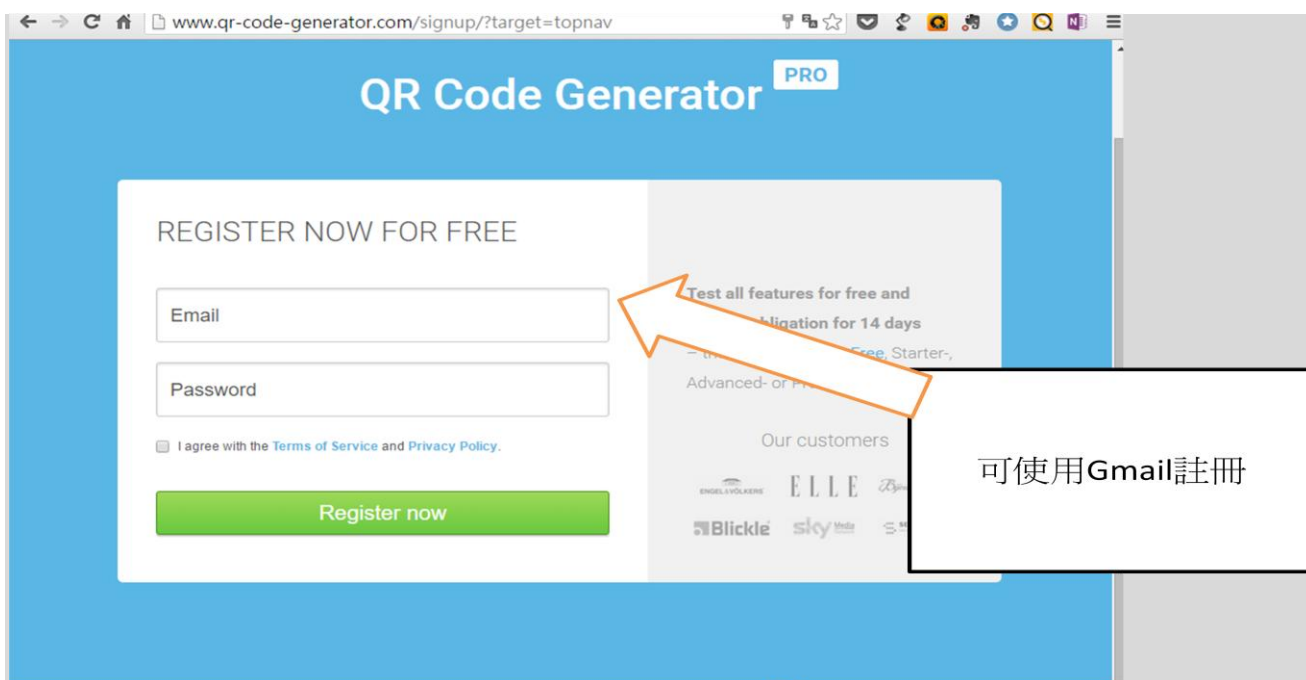 www.qr-code-generator.com/signup/?target=topnav
QR Code Generator PRO
REGISTER NOW FOR FREE
Email
Password
I agree with the Terms of Service and Privacy Policy.
Register now
Test all features for free and
bligation for 14 days
Free, Starter-,
Advanced- or
Our customers
ENGEL & VÖLKERS ELLE
Blickle sky Media
可使用Gmail註冊